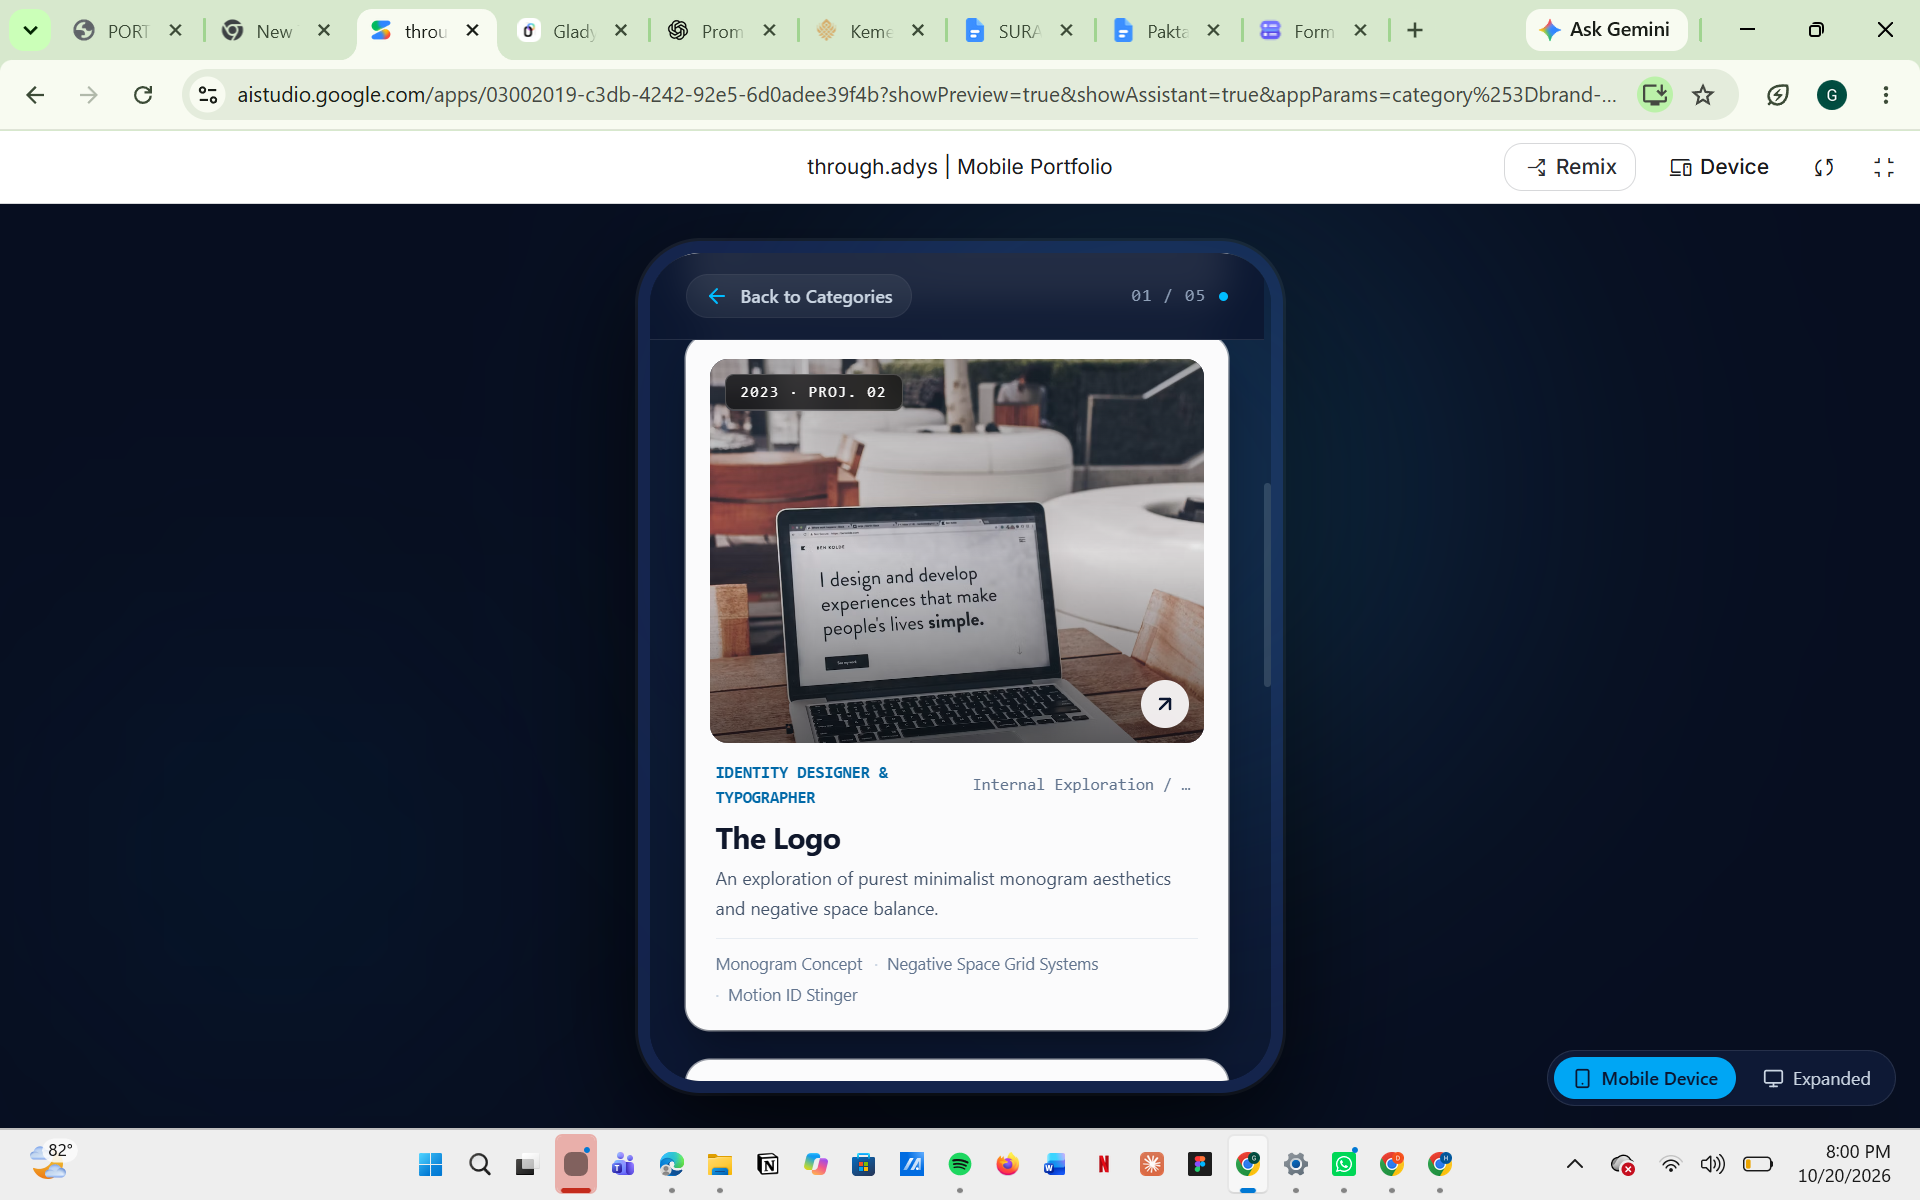 PORT
New
throu
Glady
Prom
Keme
SURA
Pakta
Form
Ask Gemini
aistudio.google.com/apps/03002019-c3db-4242-92e5-6d0adee39f4b?showPreview=true&showAssistant=true&appParams=category%253Dbrand-...
G
through.adys | Mobile Portfolio
Remix
Device
Back to Categories
01 / 05
2023 · PROJ. 02
BEN KOLDE
I design and develop
experiences that make
people's lives simple.
IDENTITY DESIGNER &
TYPOGRAPHER
Internal Exploration / …
The Logo
An exploration of purest minimalist monogram aesthetics
and negative space balance.
Monogram Concept · Negative Space Grid Systems
· Motion ID Stinger
Mobile Device
Expanded
82°
8:00 PM
10/20/2026